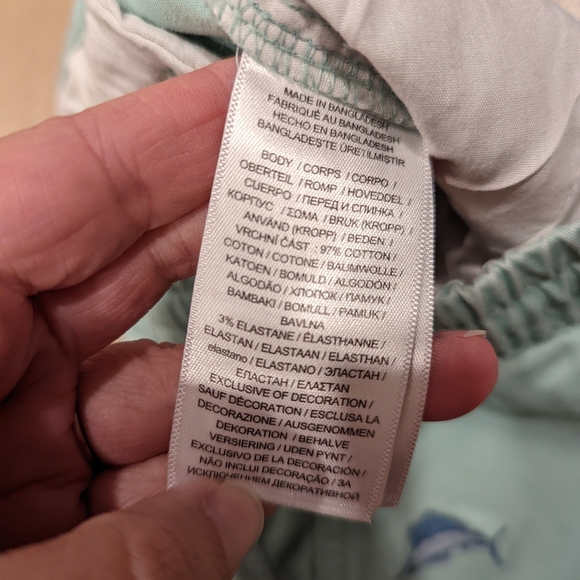 MADE IN BANGLADESH
FABRIQUÉ AU BANGLADESH
HECHO EN BANGLADESH
BANGLADEŞTE ÜRETİLMİŞTİR
BODY / CORPS / CORPO /
OBERTEIL / ROMP / HOVEDDEL /
CUERPO / ПЕРЕД И СПИНКА /
КОРПУС / ΣΩΜΑ / BRUK (KROPP) /
ANVÄND (KROPP) / BEDEN /
VRCHNÍ ČÁST : 97% COTTON /
COTON / COTONE / BAUMWOLLE /
KATOEN / BOMULD / ALGODÓN /
ALGODÃO / ХЛОПОК / ПАМУК /
BAMBAKI / BOMULL / PAMUK /
BAVLNA
3% ELASTANE / ÉLASTHANNE /
ELASTAN / ELASTAAN / ELASTHAN /
elastano / ELASTANO / ЭЛАСТАН /
ЕЛАСТАН / ΕΛΑΣΤΑΝ
EXCLUSIVE OF DECORATION /
SAUF DÉCORATION / ESCLUSA LA
DECORAZIONE / AUSGENOMMEN
DEKORATION / BEHALVE
VERSIERING / UDEN PYNT /
EXCLUSIVO DE LA DECORACIÓN /
NÃO INCLUI DECORAÇÃO / ЗА
ИСКЛЮЧЕНИЕМ ДЕКОРАТИВНОЙ